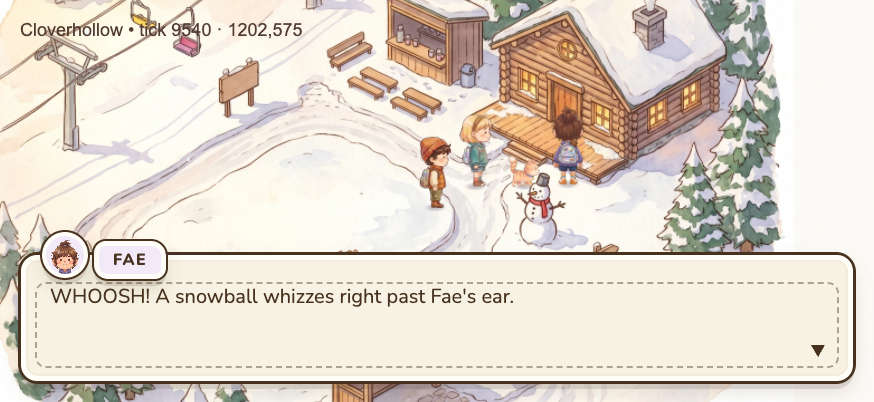 Cloverhollow • tick 9540 · 1202,575
FAE
WHOOSH! A snowball whizzes right past Fae's ear.